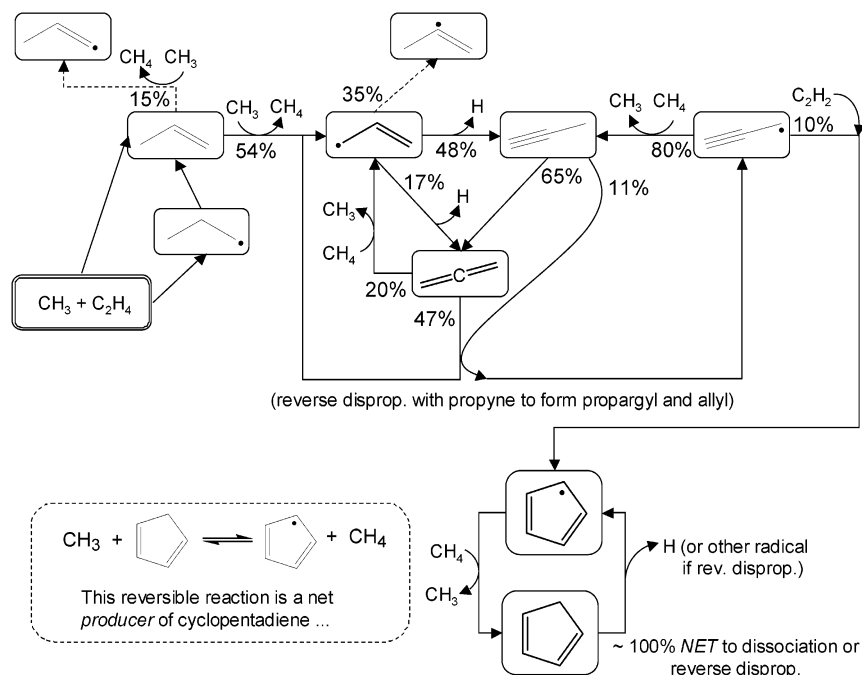 CH4 CH3
15%
CH3 CH4
54%
35%
H
48%
CH3 CH4
80%
C2H2
10%
17%
H
65%
11%
CH3
CH4
C
20%
47%
CH3 + C2H4
(reverse disprop. with propyne to form propargyl and allyl)
CH3 + + CH4
This reversible reaction is a net
producer of cyclopentadiene ...
CH4
CH3
H (or other radical
if rev. disprop.)
~ 100% NET to dissociation or
reverse disprop.